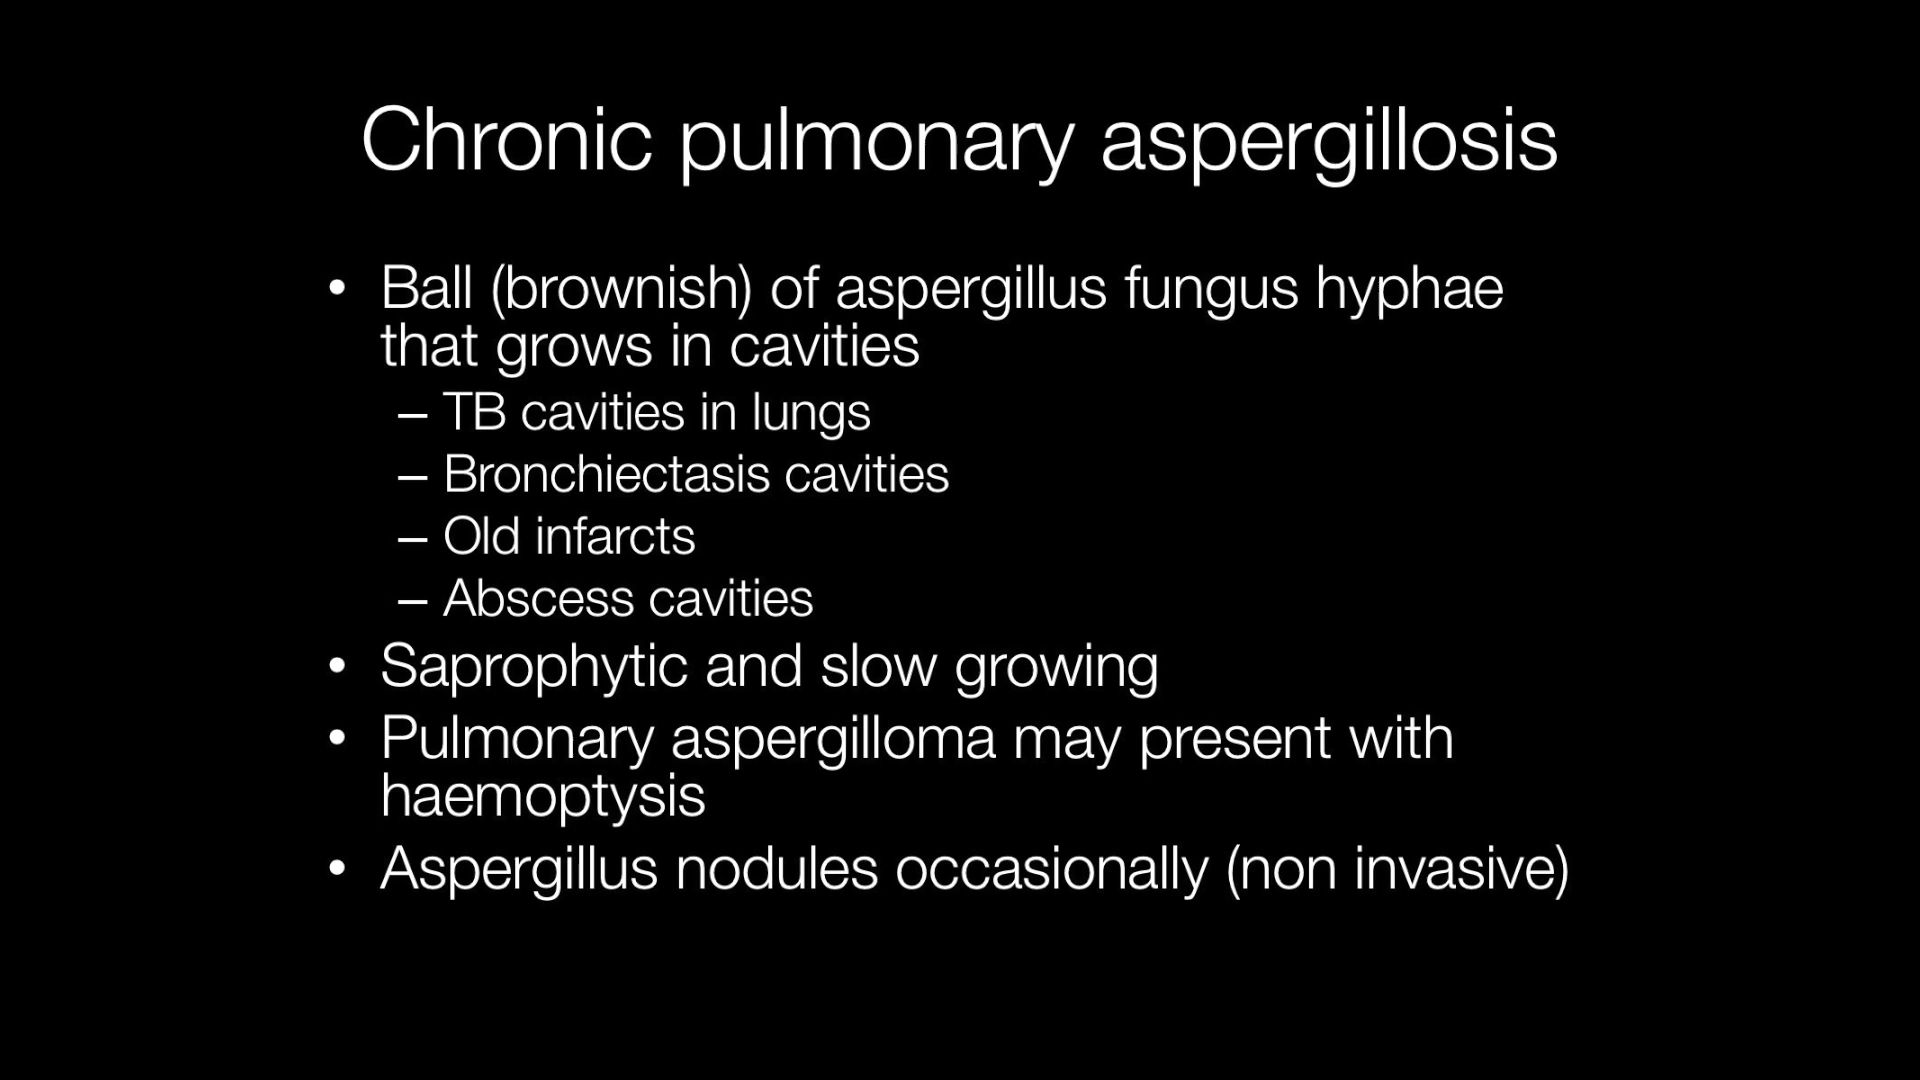 Chronic pulmonary aspergillosis
• Ball (brownish) of aspergillus fungus hyphae
that grows in cavities
– TB cavities in lungs
– Bronchiectasis cavities
– Old infarcts
– Abscess cavities
• Saprophytic and slow growing
• Pulmonary aspergilloma may present with
haemoptysis
• Aspergillus nodules occasionally (non invasive)